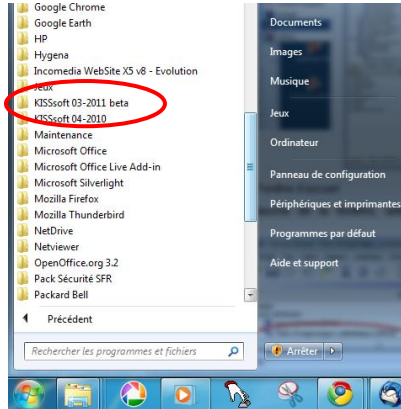 Google Chrome
Google Earth
HP
Hygena
Incomedia WebSite X5 v8 - Evolution
Jeux
KISSsoft 03-2011 beta
KISSsoft 04-2010
Maintenance
Microsoft Office
Microsoft Office Live Add-in
Microsoft Silverlight
Mozilla Firefox
Mozilla Thunderbird
NetDrive
Netviewer
OpenOffice.org 3.2
Pack Sécurité SFR
Packard Bell
Précédent
Rechercher les programmes et fichiers
Documents
Images
Musique
Jeux
Ordinateur
Panneau de configuration
Périphériques et imprimantes
Programmes par défaut
Aide et support
Arrêter